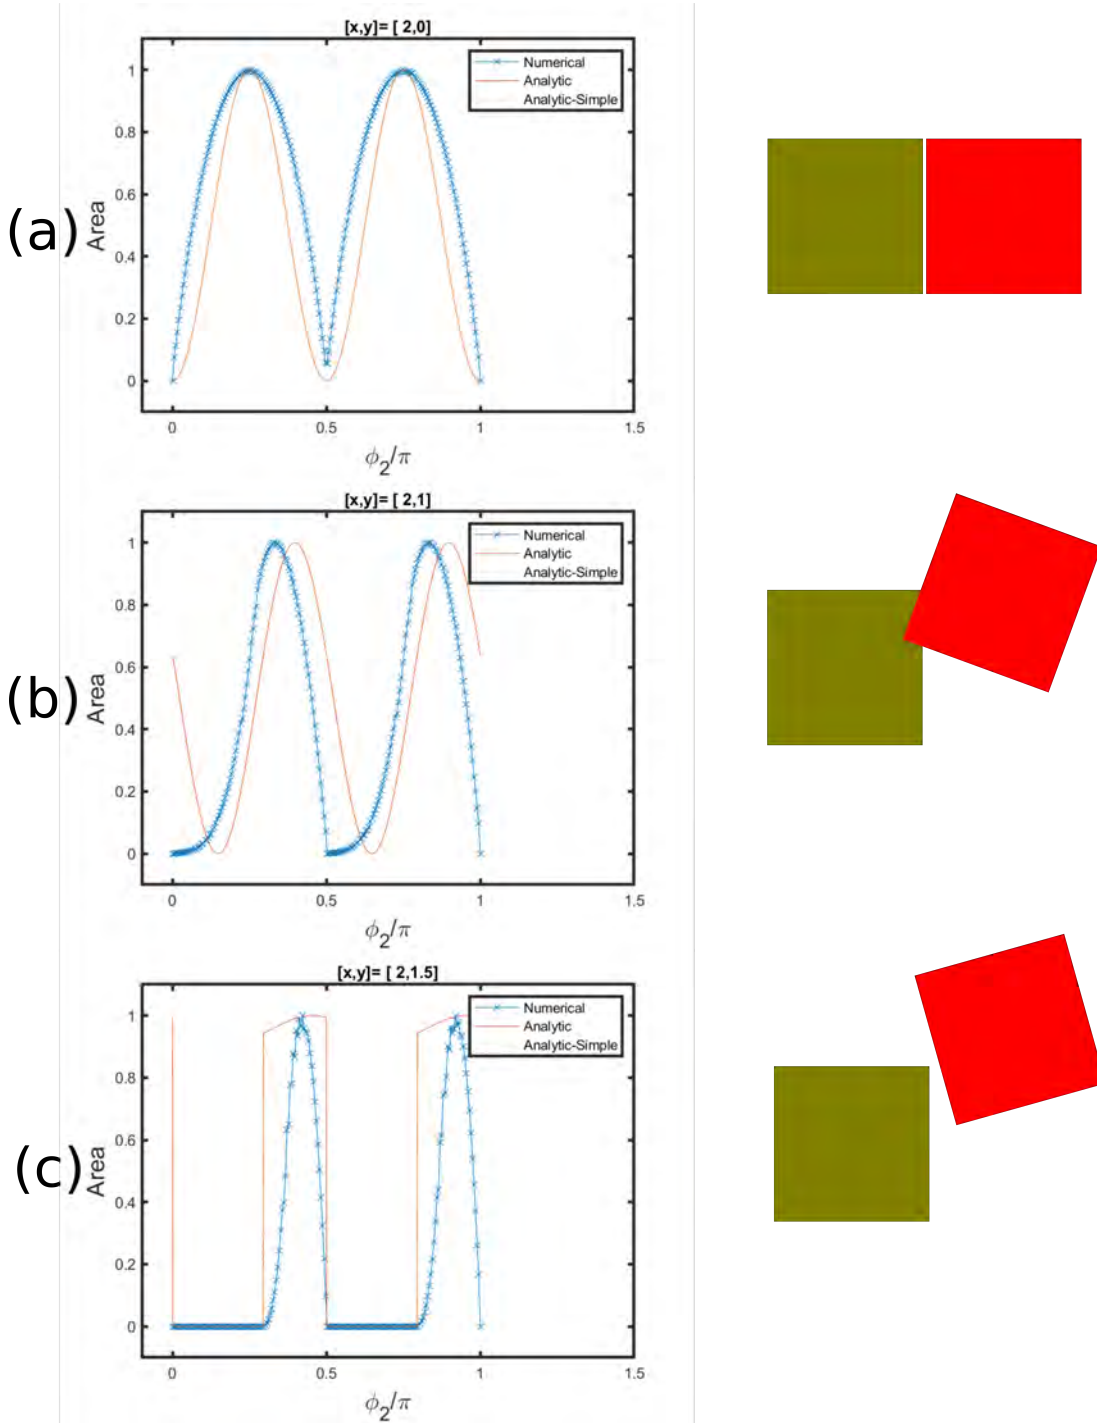 [x,y]= [ 2,0]
Numerical
Analytic
Analytic-Simple
1
0.8
0.6
0.4
0.2
0
(a)
Area
0
0.5
1
1.5
ϕ₂/π
[x,y]= [ 2,1]
Numerical
Analytic
Analytic-Simple
1
0.8
0.6
0.4
0.2
0
(b)
Area
0
0.5
1
1.5
ϕ₂/π
[x,y]= [ 2,1.5]
Numerical
Analytic
Analytic-Simple
1
0.8
0.6
0.4
0.2
0
(c)
Area
0
0.5
1
1.5
ϕ₂/π